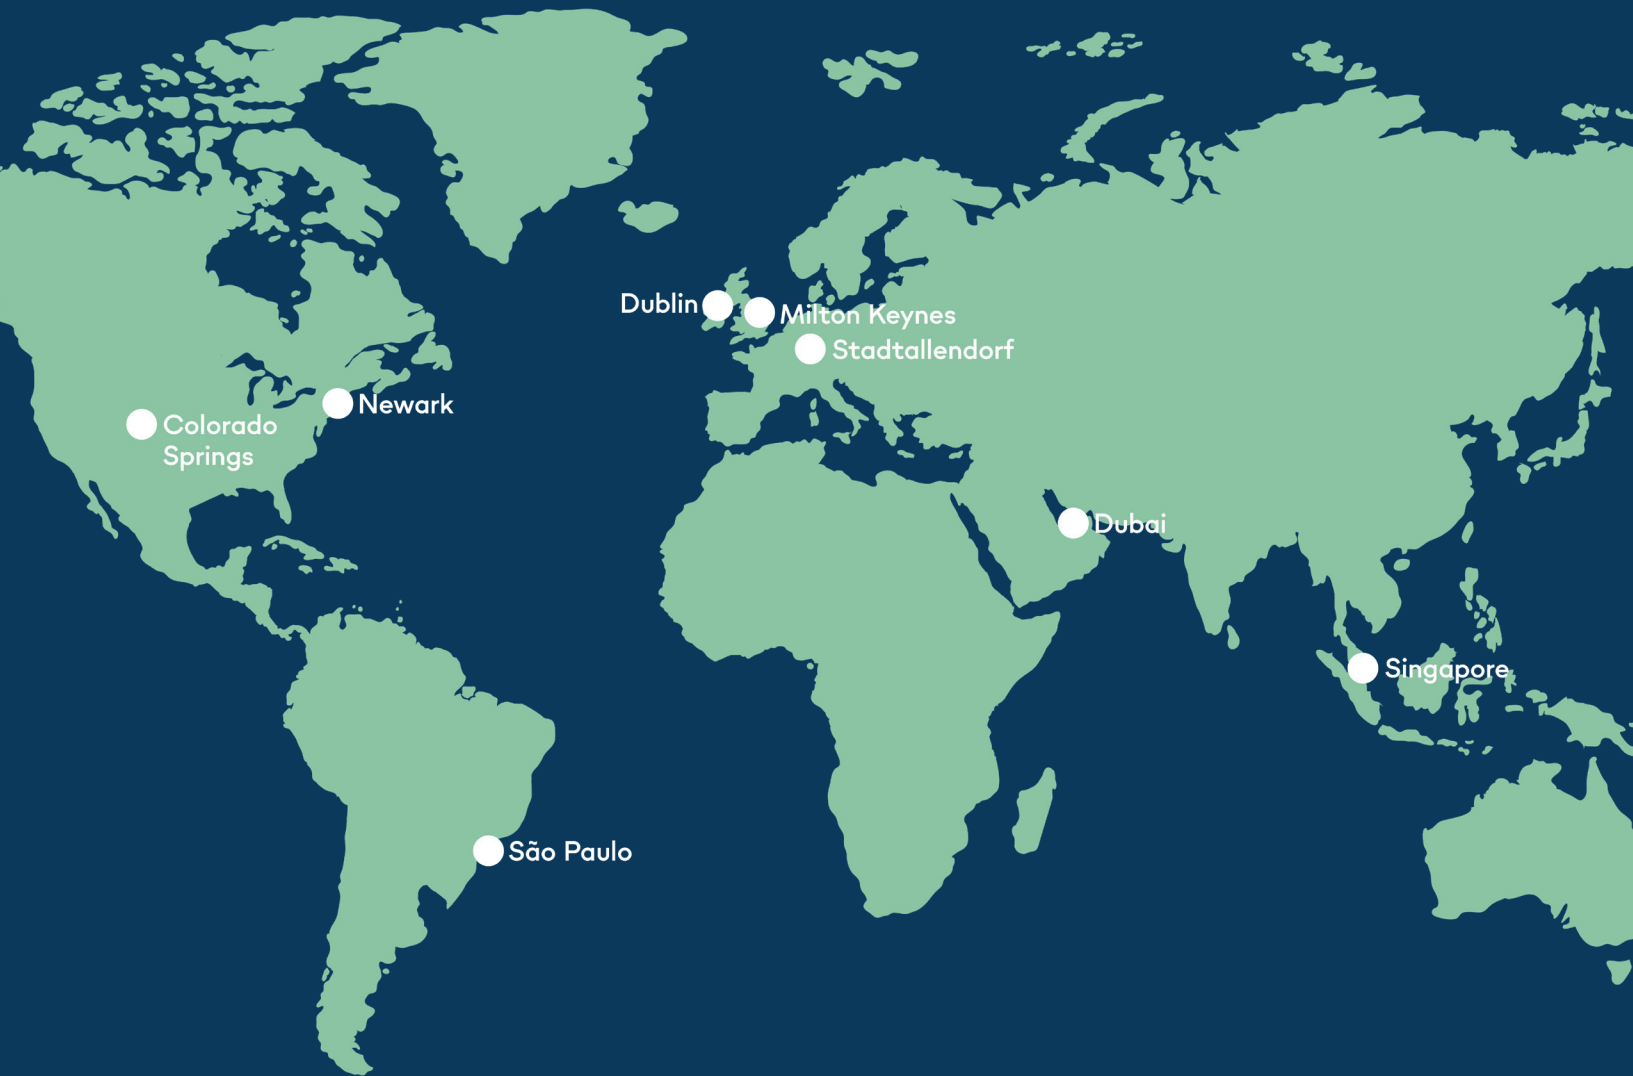 Dublin
Milton Keynes
Stadtallendorf
Newark
Colorado
Springs
Dubai
Singapore
São Paulo